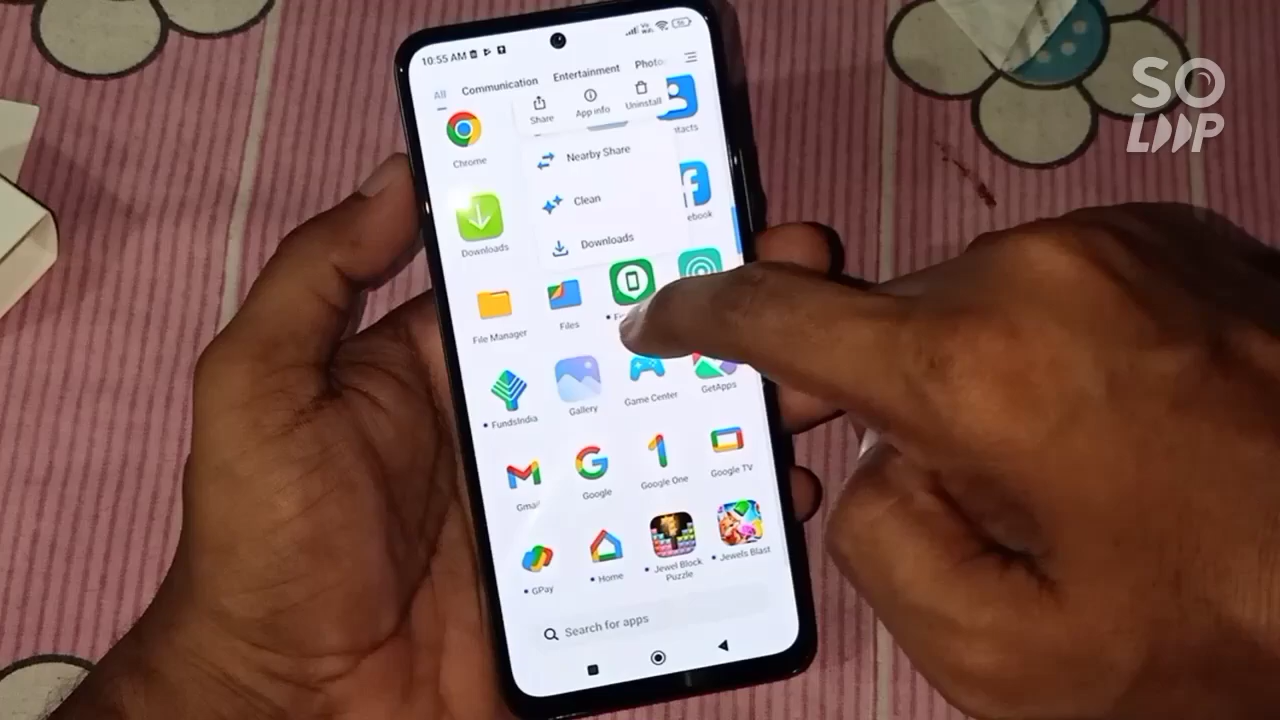 SO
LOOP
10:55 AM
All Communication Entertainment
Share App info Uninstall
Chrome
Nearby Share
Clean
Downloads
Downloads
File Manager Files
FundsIndia Gallery Game Center GetApps
Gmail Google Google One Google TV
GPay Home Jewel Block Jewels Blast
Puzzle
Search for apps